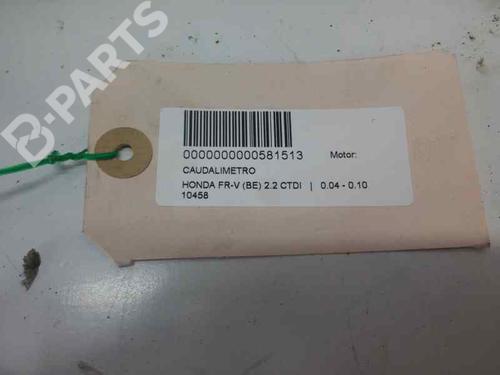 B-PARTS
0000000000581513 Motor:
CAUDALIMETRO
HONDA FR-V (BE) 2.2 CTDI | 0.04 - 0.10
10458